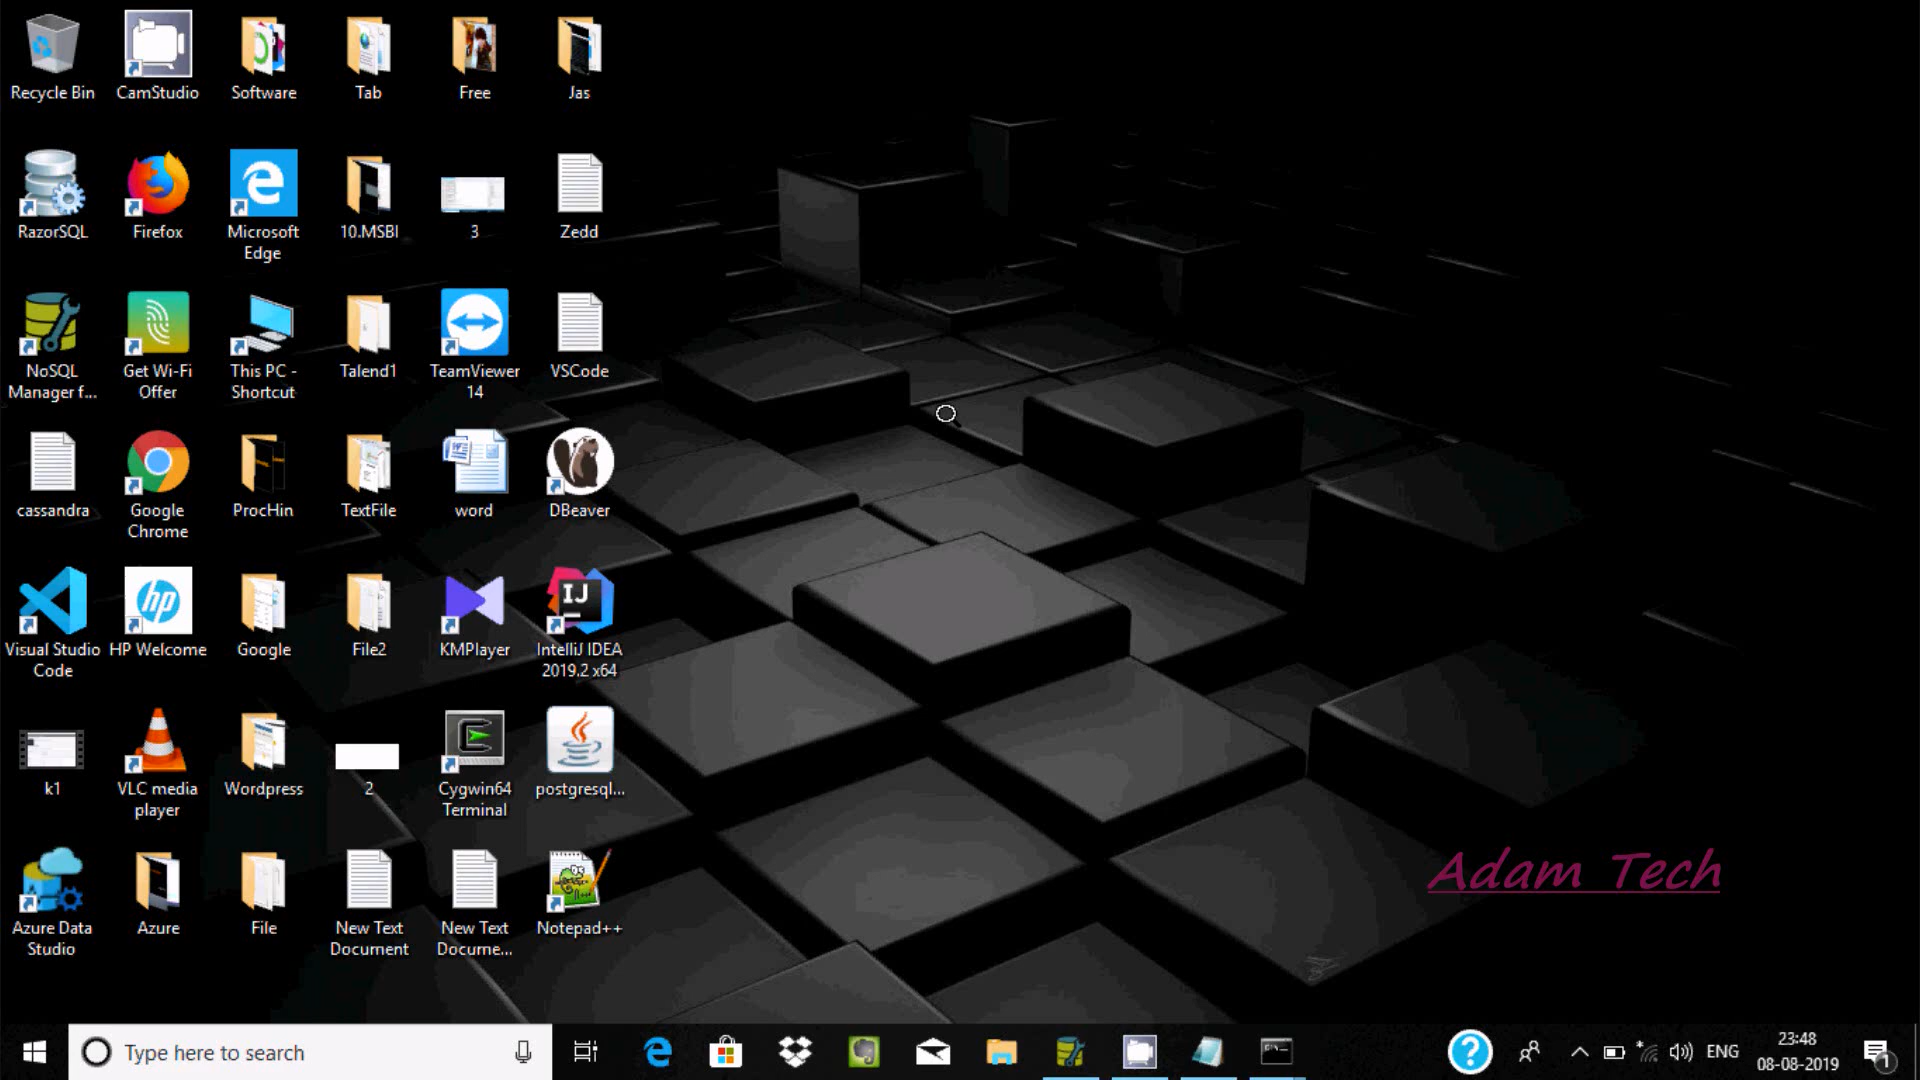 Recycle Bin
CamStudio
Software
Tab
Free
Jas
RazorSQL
Firefox
Microsoft
Edge
10.MSBI
3
Zedd
NoSQL
Manager f...
Get Wi-Fi
Offer
This PC -
Shortcut
Talend1
TeamViewer
14
VSCode
cassandra
Google
Chrome
ProcHin
TextFile
word
DBeaver
Visual Studio
Code
HP Welcome
Google
File2
KMPlayer
IntelliJ IDEA
2019.2 x64
k1
VLC media
player
Wordpress
2
Cygwin64
Terminal
postgresql...
Azure Data
Studio
Azure
File
New Text
Document
New Text
Docume...
Notepad++
hp
IJ
Adam Tech
Type here to search
ENG
23:48
08-08-2019
1